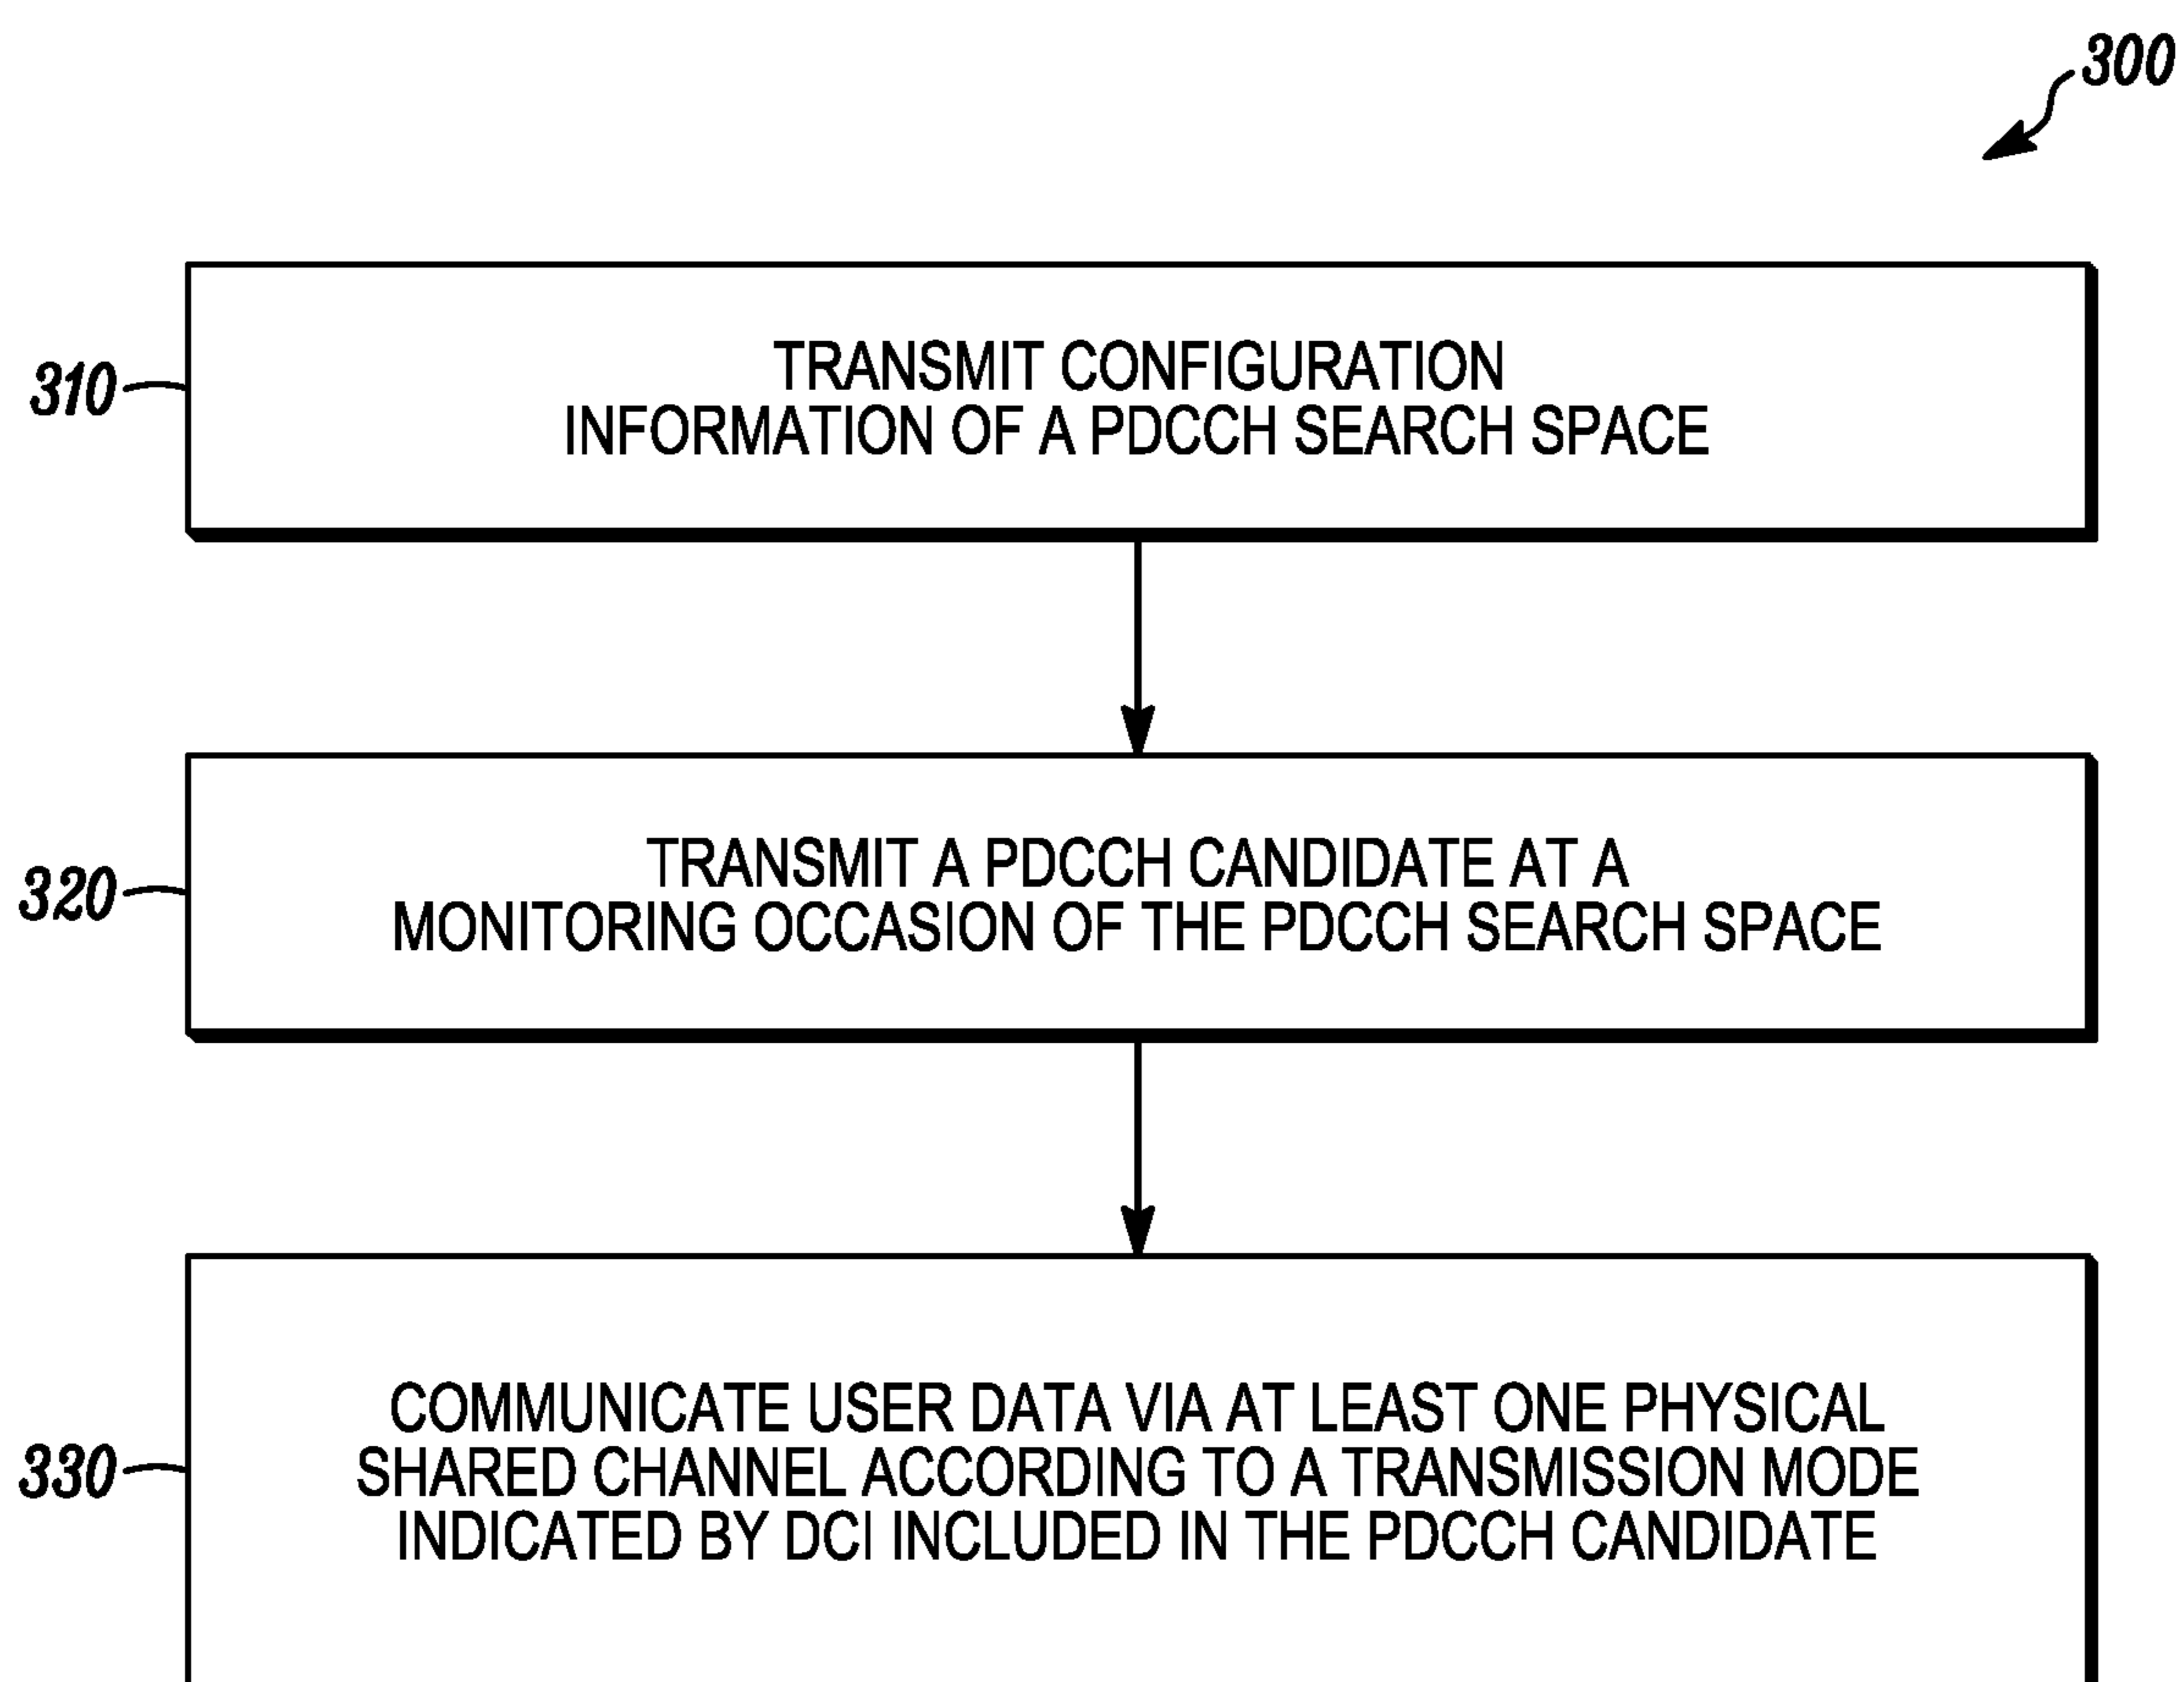 300
310
TRANSMIT CONFIGURATION
INFORMATION OF A PDCCH SEARCH SPACE
320
TRANSMIT A PDCCH CANDIDATE AT A
MONITORING OCCASION OF THE PDCCH SEARCH SPACE
330
COMMUNICATE USER DATA VIA AT LEAST ONE PHYSICAL
SHARED CHANNEL ACCORDING TO A TRANSMISSION MODE
INDICATED BY DCI INCLUDED IN THE PDCCH CANDIDATE